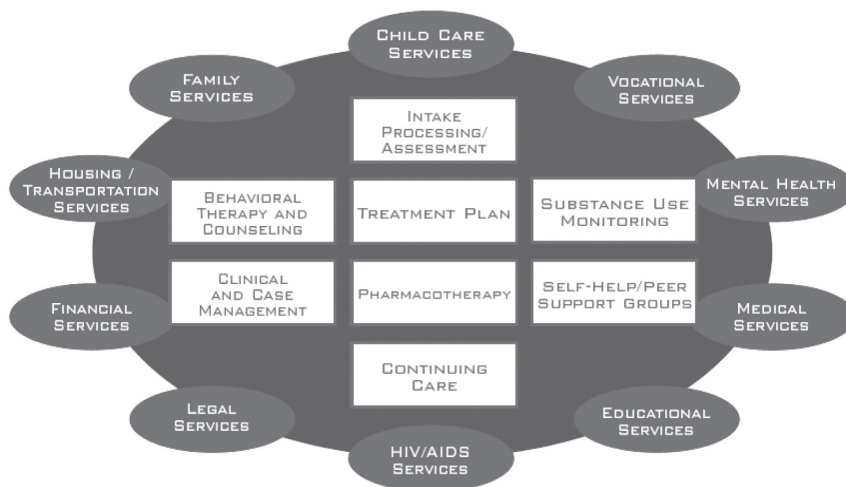 CHILD CARE
SERVICES
FAMILY
SERVICES
VOCATIONAL
SERVICES
INTAKE
PROCESSING/
ASSESSMENT
HOUSING /
TRANSPORTATION
SERVICES
BEHAVIORAL
THERAPY AND
COUNSELING
TREATMENT PLAN
SUBSTANCE USE
MONITORING
MENTAL HEALTH
SERVICES
FINANCIAL
SERVICES
CLINICAL
AND CASE
MANAGEMENT
PHARMACOTHERAPY
SELF-HELP/PEER
SUPPORT GROUPS
MEDICAL
SERVICES
CONTINUING
CARE
LEGAL
SERVICES
EDUCATIONAL
SERVICES
HIV/AIDS
SERVICES